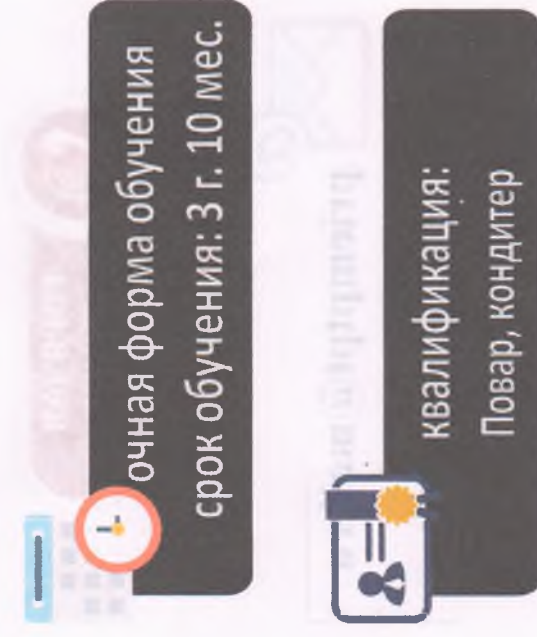 очная форма обучения
срок обучения: 3 г. 10 мес.
квалификация:
Повар, кондитер